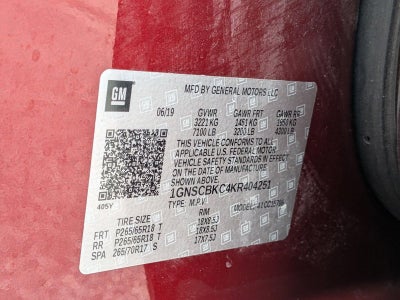 GM
MFD BY GENERAL MOTORS LLC
06/19 GVWR GAWR FRT GAWR RR
3221 KG 1451 KG
7100 LB 3200 LB 4200 LB
THIS VEHICLE CONFORMS TO ALL
APPLICABLE U.S. FEDERAL MOTOR
VEHICLE SAFETY STANDARDS IN EFFECT
ON THE DATE OF MANUFACTURE
SHOWN ABOVE.
1GNSCBKC4KR404251
405Y TYPE: M.P.V.
TIRE SIZE RIM
FRT P265/65R18 T 18X8.5J
RR P265/65R18 T 18X8.5J
SPA 265/70R17 S 17X7.5J